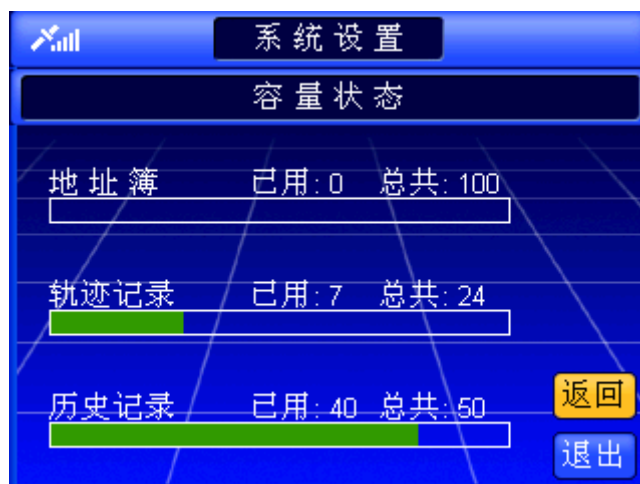 系统设置
容量状态
地址簿 已用: 0 总共: 100
轨迹记录 已用: 7 总共: 24
历史记录 已用: 40 总共: 50
返回
退出